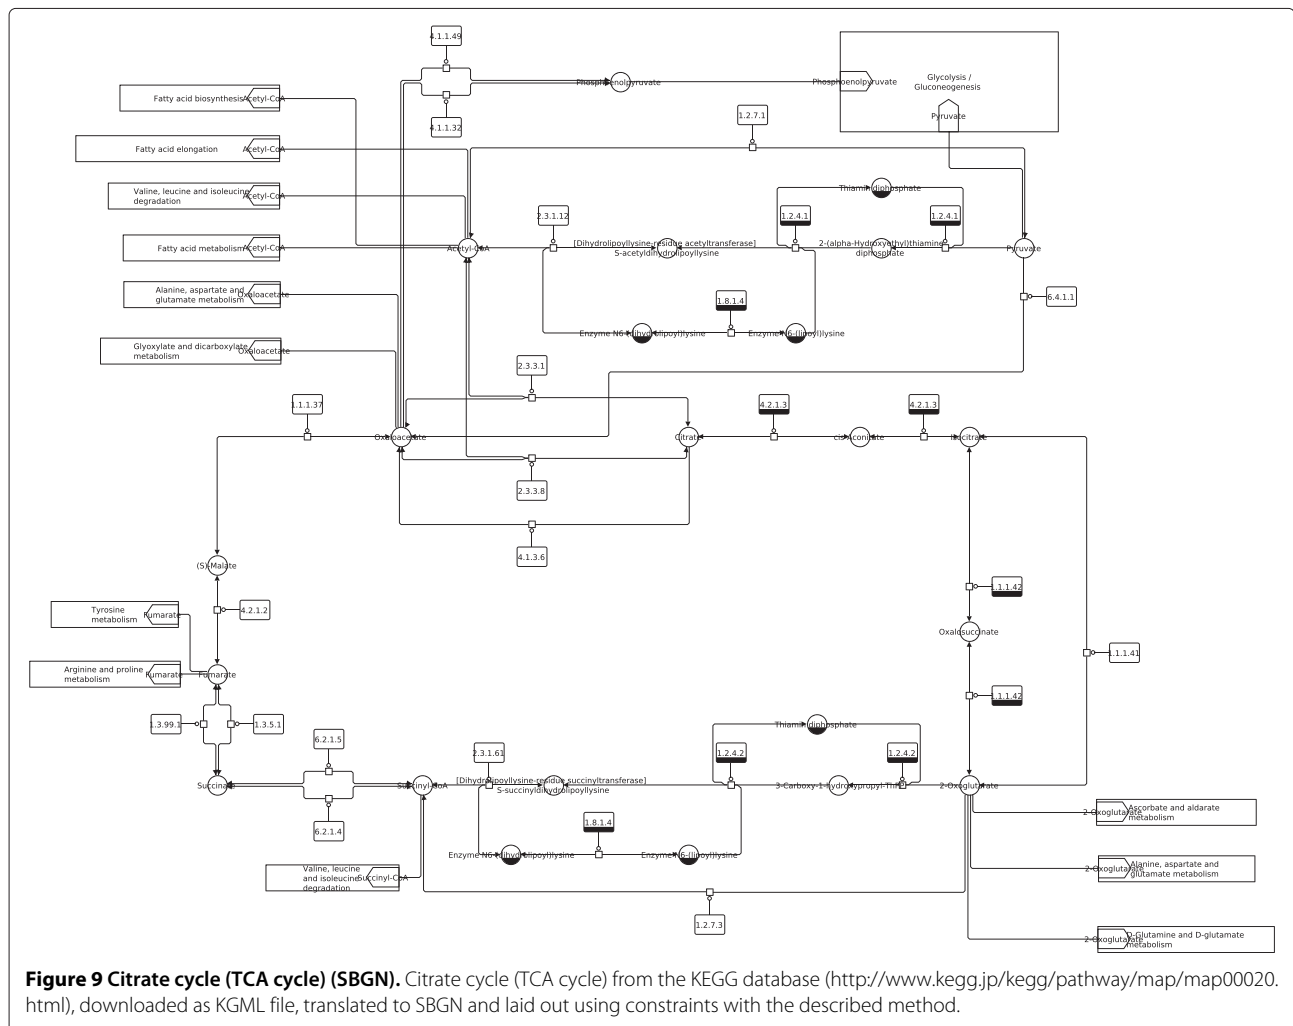 4.1.1.49
Phosphoenolpyruvate
Phosphoenolpyruvate
Glycolysis /
Gluconeogenesis
Pyruvate
Fatty acid biosynthesis
Acetyl-CoA
4.1.1.32
1.2.7.1
Fatty acid elongation
Acetyl-CoA
Valine, leucine and isoleucine
degradation
Acetyl-CoA
Thiamin diphosphate
2.3.1.12
1.2.4.1
1.2.4.1
Fatty acid metabolism
Acetyl-CoA
Acetyl-CoA
[Dihydrolipoyllysine-residue acetyltransferase]
S-acetyldihydrolipoyllysine
2-(alpha-Hydroxyethyl)thiamine
diphosphate
Pyruvate
Alanine, aspartate and
glutamate metabolism
Oxaloacetate
1.8.1.4
6.4.1.1
Enzyme N6-(dihydrolipoyl)lysine
Enzyme N6-(lipoyl)lysine
Glyoxylate and dicarboxylate
metabolism
Oxaloacetate
2.3.3.1
1.1.1.37
4.2.1.3
4.2.1.3
Oxaloacetate
Citrate
cis-Aconitate
Isocitrate
2.3.3.8
4.1.3.6
(S)-Malate
1.1.1.42
4.2.1.2
Tyrosine
metabolism
Fumarate
Oxalosuccinate
1.1.1.41
Arginine and proline
metabolism
Fumarate
Fumarate
1.1.1.42
1.3.99.1
1.3.5.1
Thiamin diphosphate
6.2.1.5
2.3.1.61
1.2.4.2
1.2.4.2
Succinate
Succinyl-CoA
[Dihydrolipoyllysine-residue succinyltransferase]
S-succinyldihydrolipoyllysine
3-Carboxy-1-hydroxypropyl-ThPP
2-Oxoglutarate
6.2.1.4
1.8.1.4
2-Oxoglutarate
Ascorbate and aldarate
metabolism
Enzyme N6-(dihydrolipoyl)lysine
Enzyme N6-(lipoyl)lysine
Valine, leucine
and isoleucine
degradation
Succinyl-CoA
2-Oxoglutarate
Alanine, aspartate and
glutamate metabolism
1.2.7.3
2-Oxoglutarate
D-Glutamine and D-glutamate
metabolism
Figure 9 Citrate cycle (TCA cycle) (SBGN). Citrate cycle (TCA cycle) from the KEGG database (http://www.kegg.jp/kegg/pathway/map/map00020.
html), downloaded as KGML file, translated to SBGN and laid out using constraints with the described method.